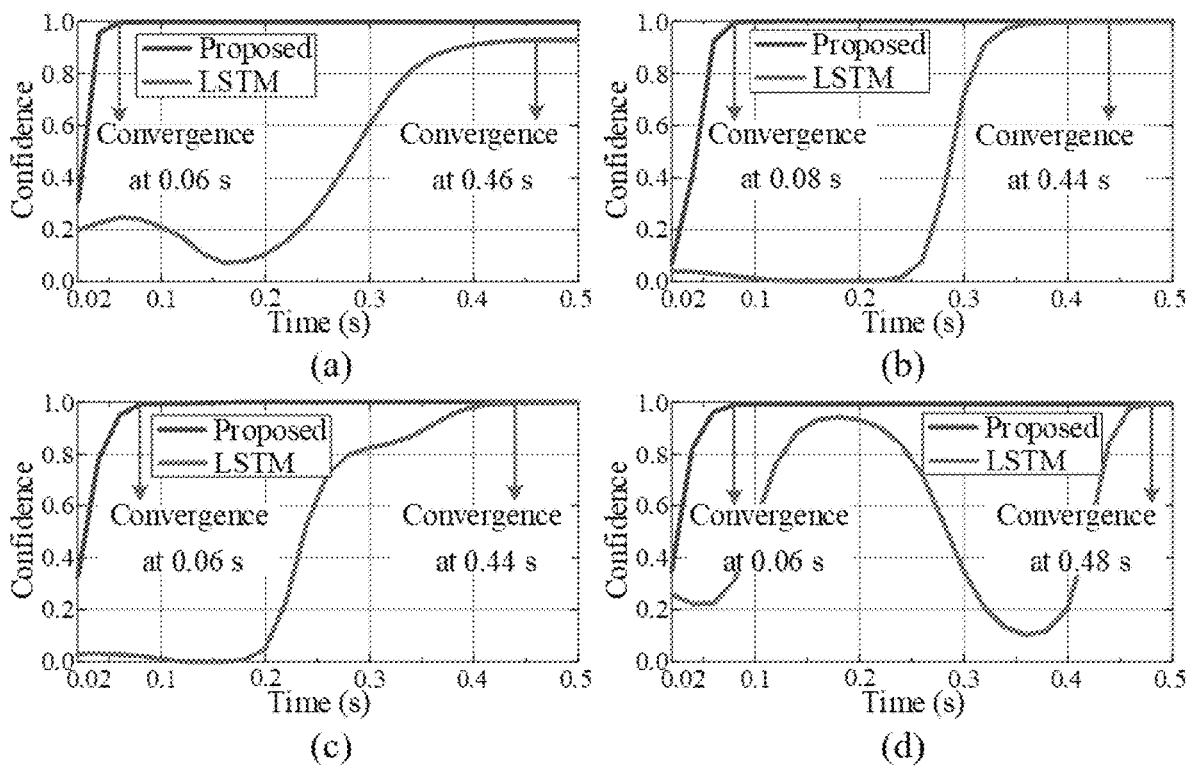 Confidence
1.0
0.8
0.6
0.4
0.2
0.0
Proposed
LSTM
Convergence
at 0.06 s
Convergence
at 0.46 s
0.02 0.1 0.2 0.3 0.4 0.5
Time (s)
(a)
Confidence
1.0
0.8
0.6
0.4
0.2
0.0
Proposed
LSTM
Convergence
at 0.08 s
Convergence
at 0.44 s
0.02 0.1 0.2 0.3 0.4 0.5
Time (s)
(b)
Confidence
1.0
0.8
0.6
0.4
0.2
0.0
Proposed
LSTM
Convergence
at 0.06 s
Convergence
at 0.44 s
0.02 0.1 0.2 0.3 0.4 0.5
Time (s)
(c)
Confidence
1.0
0.8
0.6
0.4
0.2
0.0
Proposed
LSTM
Convergence
at 0.06 s
Convergence
at 0.48 s
0.02 0.1 0.2 0.3 0.4 0.5
Time (s)
(d)